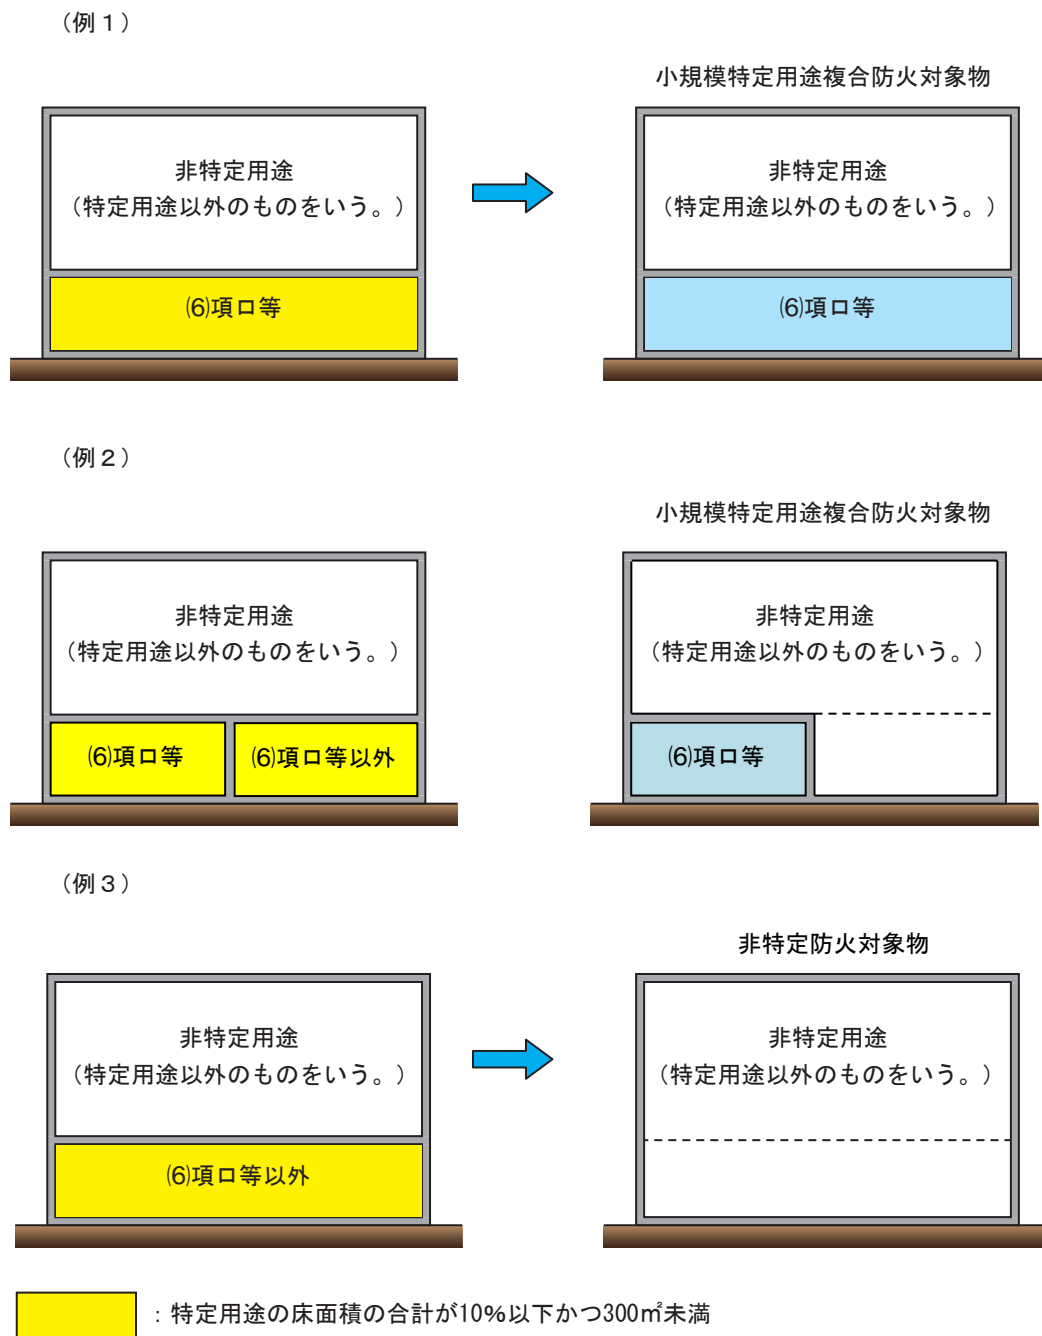 （例１）
小規模特定用途複合防火対象物
非特定用途
（特定用途以外のものをいう。）
⑹項ロ等
非特定用途
（特定用途以外のものをいう。）
⑹項ロ等
（例２）
小規模特定用途複合防火対象物
非特定用途
（特定用途以外のものをいう。）
⑹項ロ等
⑹項ロ等以外
非特定用途
（特定用途以外のものをいう。）
⑹項ロ等
（例３）
非特定防火対象物
非特定用途
（特定用途以外のものをいう。）
⑹項ロ等以外
非特定用途
（特定用途以外のものをいう。）
：特定用途の床面積の合計が10％以下かつ300㎡未満